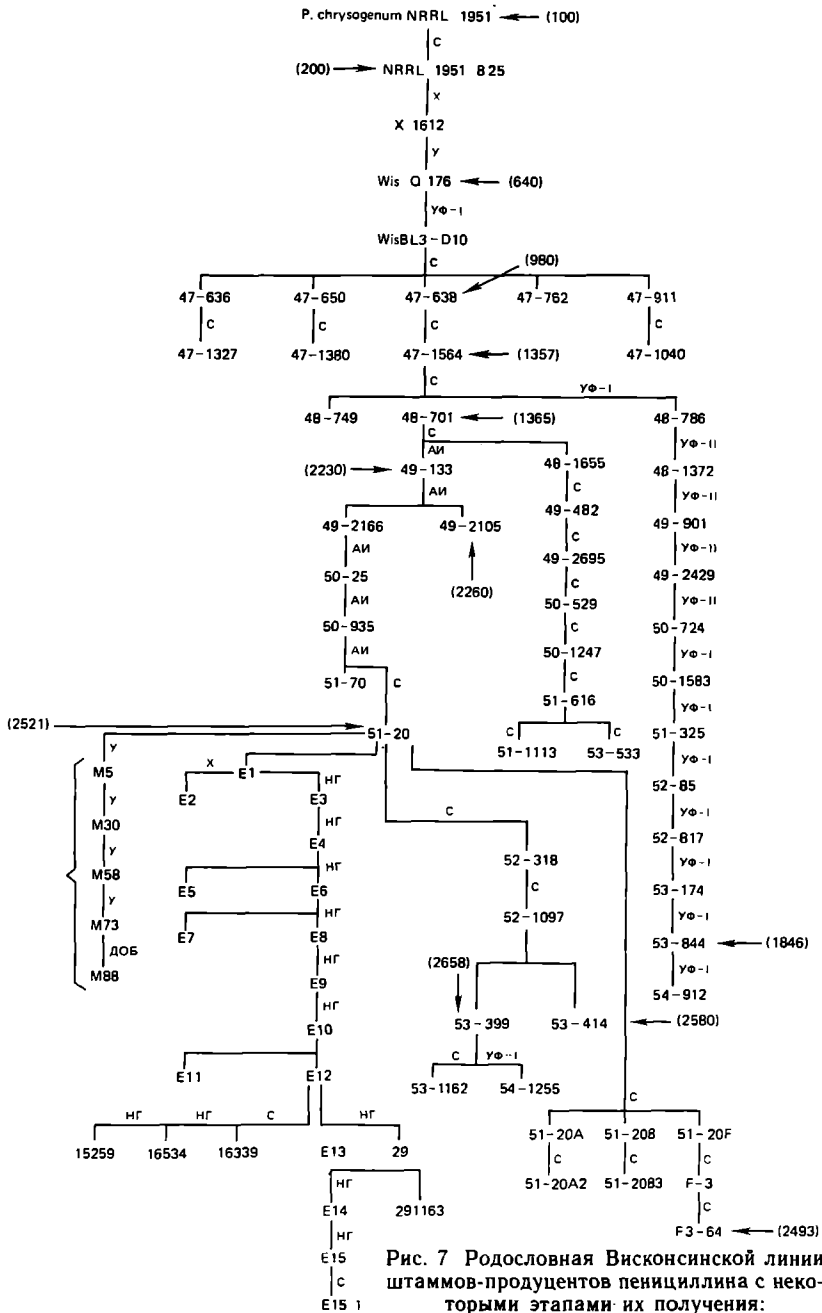 P. chrysogenum NRRL 1951 (100)
С
(200) NRRL 1951 B25
Х
X 1612
У
Wis Q 176 (640)
УФ-I
WisBL3-D10
С (980)
47-636 47-650 47-638 47-762 47-911
С С С С
47-1327 47-1380 47-1564 (1357) 47-1040
С УФ-I
48-749 48-701 (1365) 48-786
С УФ-II
АИ
(2230) 49-133 48-1655 48-1372
АИ С УФ-II
49-2166 49-2105 49-482 49-901
АИ С УФ-II
50-25 (2260) 49-2695 49-2429
АИ С УФ-II
50-935 50-529 50-724
АИ С УФ-I
51-70 С 50-1247 50-1583
С УФ-I
51-616
(2521) 51-20 С С 51-325
У 51-1113 53-533 УФ-I
M5 Х E1 НГ 52-85
E2 E3
У НГ УФ-I
M30 E4 С 52-817
У НГ 52-318 УФ-I
M58 E5 E6 С 53-174
У НГ 52-1097 УФ-I
M73 E7 E8 53-844 (1846)
ДОБ НГ (2658) УФ-I
M88 E9 54-912
НГ
E10 53-399 53-414 (2580)
E11 E12 С УФ-I
53-1162 54-1255
НГ НГ С НГ С
15259 16534 16339 E13 29 51-20A 51-208 51-20F
НГ С С С
E14 291163 51-20A2 51-2083 F-3
НГ С
E15 F3-64 (2493)
С
E15 1
Рис. 7 Родословная Висконсинской линии
штаммов-продуцентов пенициллина с неко-
торыми этапами их получения: